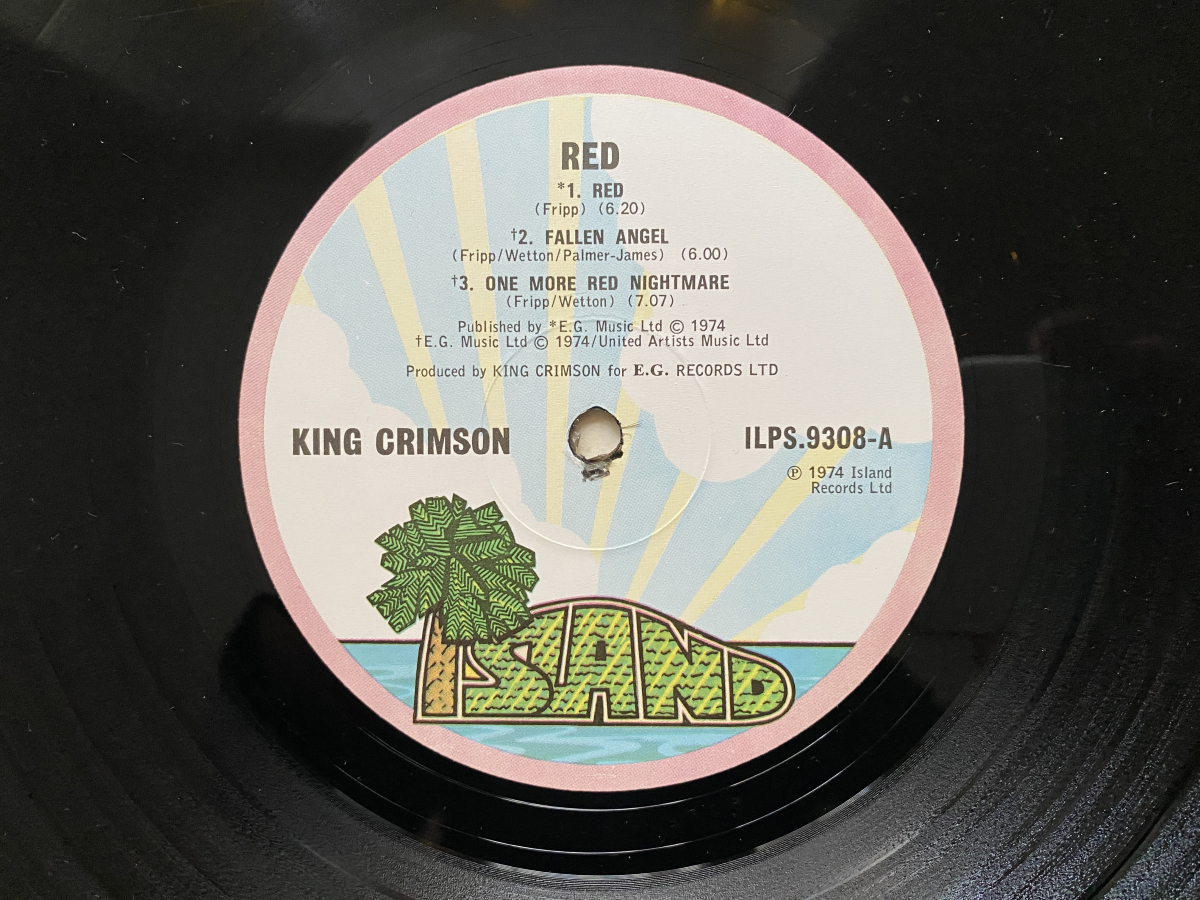 RED
*1. RED
(Fripp) (6.20)
†2. FALLEN ANGEL
(Fripp/Wetton/Palmer-James) (6.00)
†3. ONE MORE RED NIGHTMARE
(Fripp/Wetton) (7.07)
Published by *E.G. Music Ltd © 1974
†E.G. Music Ltd © 1974/United Artists Music Ltd
Produced by KING CRIMSON for E.G. RECORDS LTD
KING CRIMSON
ILPS.9308-A
℗ 1974 Island
Records Ltd
ISLAND